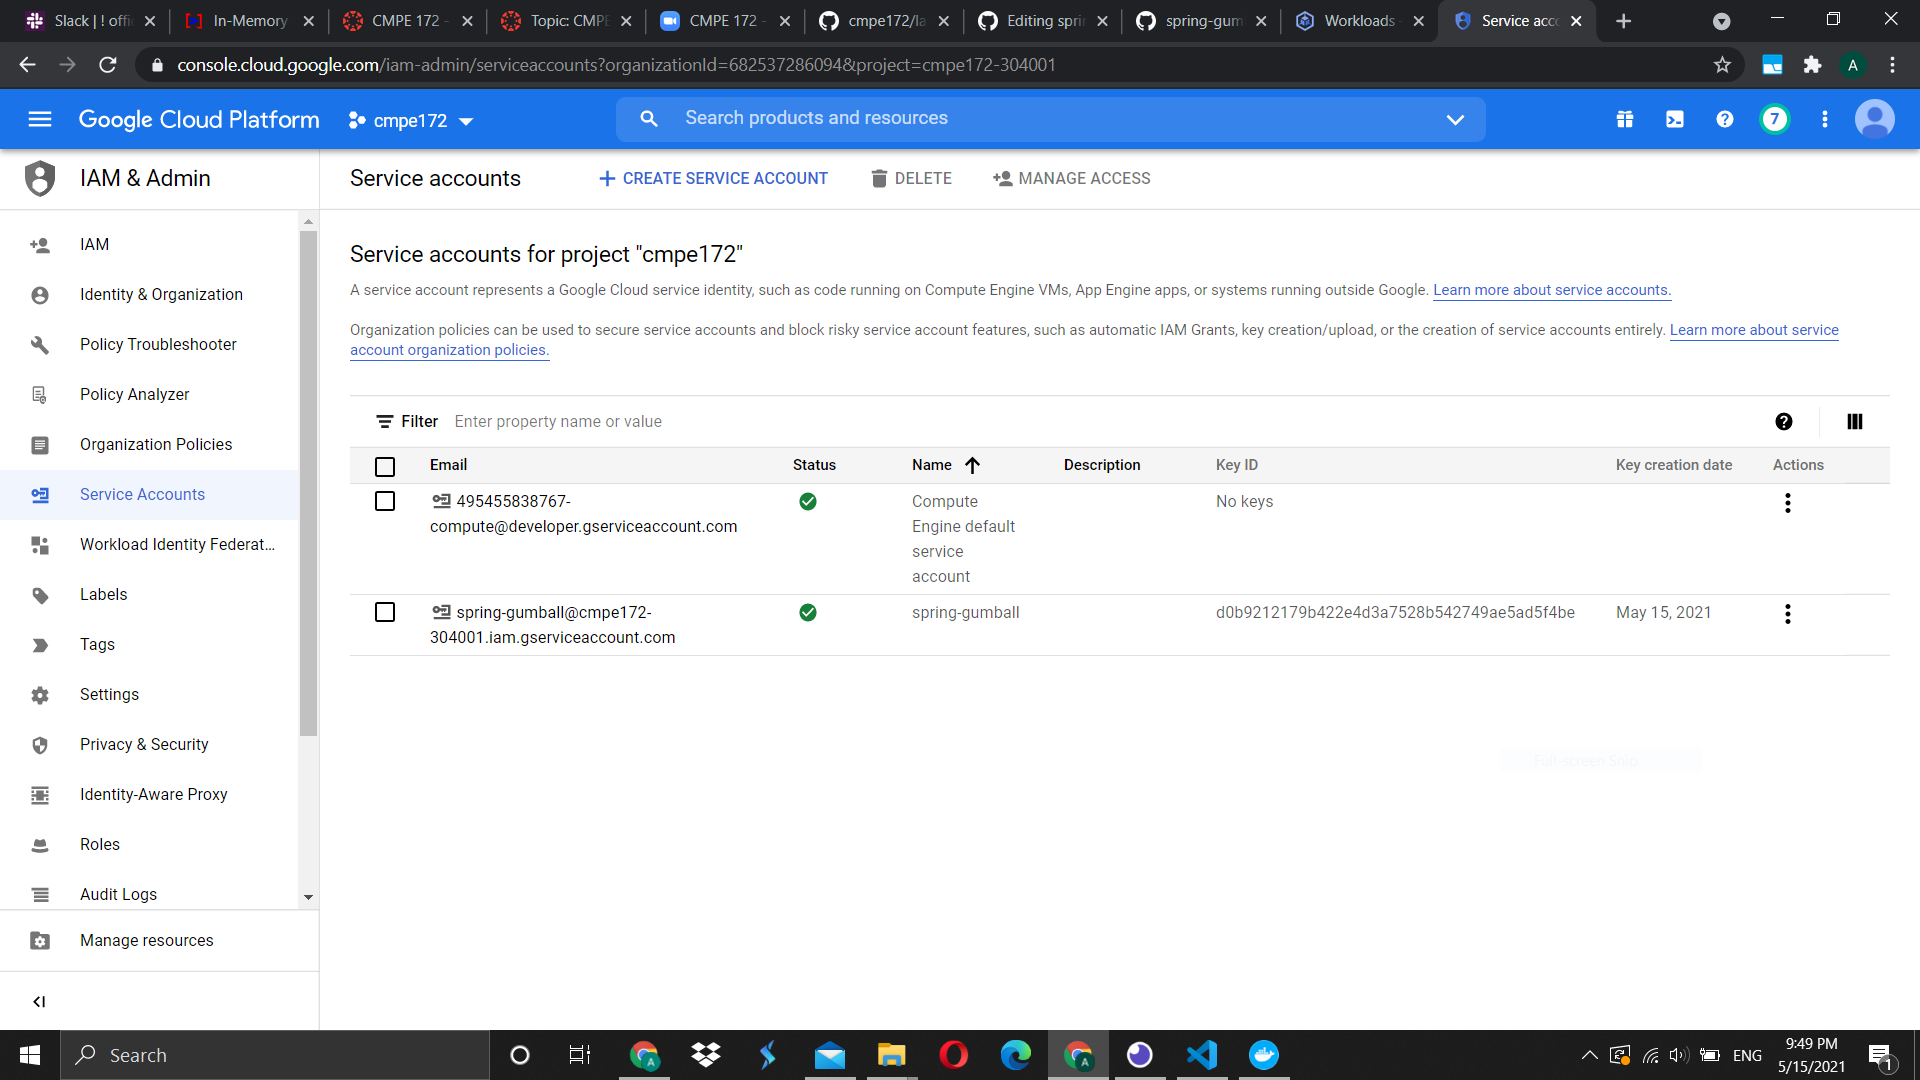 Slack | ! offi
In-Memory
CMPE 172 -
Topic: CMPE
CMPE 172 -
cmpe172/la
Editing spri
spring-gum
Workloads -
Service acco
console.cloud.google.com/iam-admin/serviceaccounts?organizationId=682537286094&project=cmpe172-304001
A
Google Cloud Platform
cmpe172
Search products and resources
7
IAM & Admin
Service accounts
CREATE SERVICE ACCOUNT
DELETE
MANAGE ACCESS
IAM
Identity & Organization
Policy Troubleshooter
Policy Analyzer
Organization Policies
Service Accounts
Workload Identity Federat...
Labels
Tags
Settings
Privacy & Security
Identity-Aware Proxy
Roles
Audit Logs
Manage resources
Service accounts for project "cmpe172"
A service account represents a Google Cloud service identity, such as code running on Compute Engine VMs, App Engine apps, or systems running outside Google. Learn more about service accounts.
Organization policies can be used to secure service accounts and block risky service account features, such as automatic IAM Grants, key creation/upload, or the creation of service accounts entirely. Learn more about service
account organization policies.
Filter Enter property name or value
Email Status Name Description Key ID Key creation date Actions
495455838767-
compute@developer.gserviceaccount.com
Compute
Engine default
service
account
No keys
spring-gumball@cmpe172-
304001.iam.gserviceaccount.com
spring-gumball
d0b9212179b422e4d3a7528b542749ae5ad5f4be
May 15, 2021
Full-screen Snip
Search
ENG
9:49 PM
5/15/2021
1